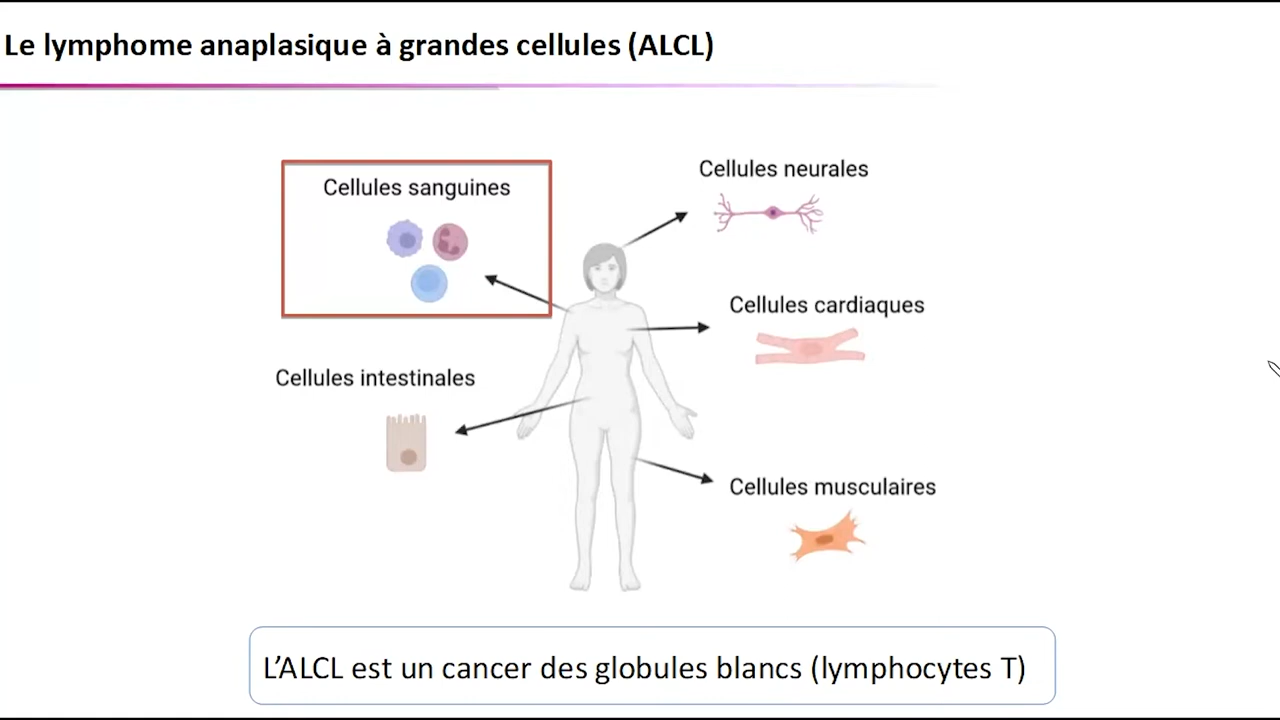 Le lymphome anaplasique à grandes cellules (ALCL)
Cellules sanguines
Cellules neurales
Cellules cardiaques
Cellules intestinales
Cellules musculaires
L’ALCL est un cancer des globules blancs (lymphocytes T)